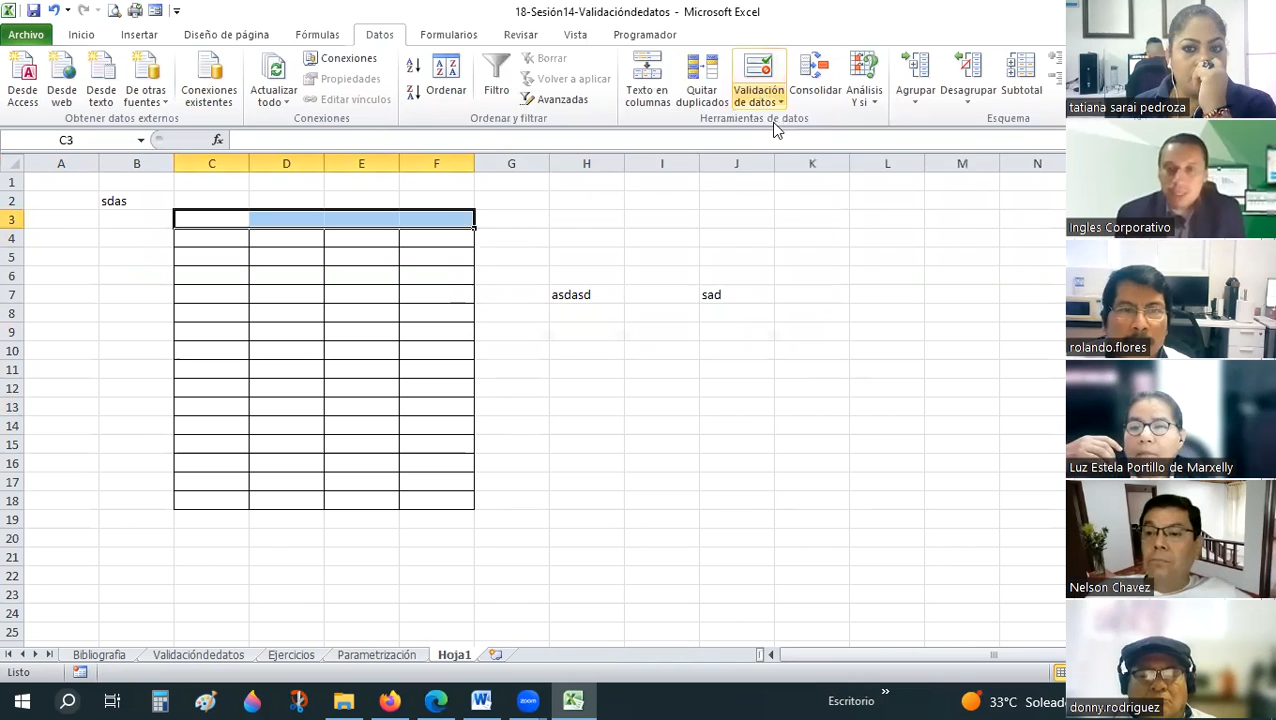 18-Sesión14-Validacióndedatos - Microsoft Excel
Archivo Inicio Insertar Diseño de página Fórmulas Datos Fórmulas Revisar Vista Programador
Desde Access
Desde web
Desde texto
De otras fuentes
Conexiones existentes
Obtener datos externos
Actualizar todo
Conexiones
Propiedades
Editar vínculos
Conexiones
Ordenar
Filtro
Borrar
Volver a aplicar
Avanzadas
Ordenar y filtrar
Texto en columnas
Quitar duplicados
Validación de datos
Consolidar
Análisis Y si
Herramientas de datos
Agrupar
Desagrupar
Subtotal
Esquema
C3
fx
A B C D E F G H I J K L M N
1
2 sdas
3
4
5
6
7 asdasd sad
8
9
10
11
12
13
14
15
16
17
18
19
20
21
22
23
24
25
Bibliografia Validacióndedatos Ejercicios Parametrización Hoja1
Listo
Escritorio
33°C Soleado
tatiana sarai pedroza
Ingles Corporativo
rolando.flores
Luz Estela Portillo de Marxelly
Nelson Chavez
donny.rodriguez
zoom